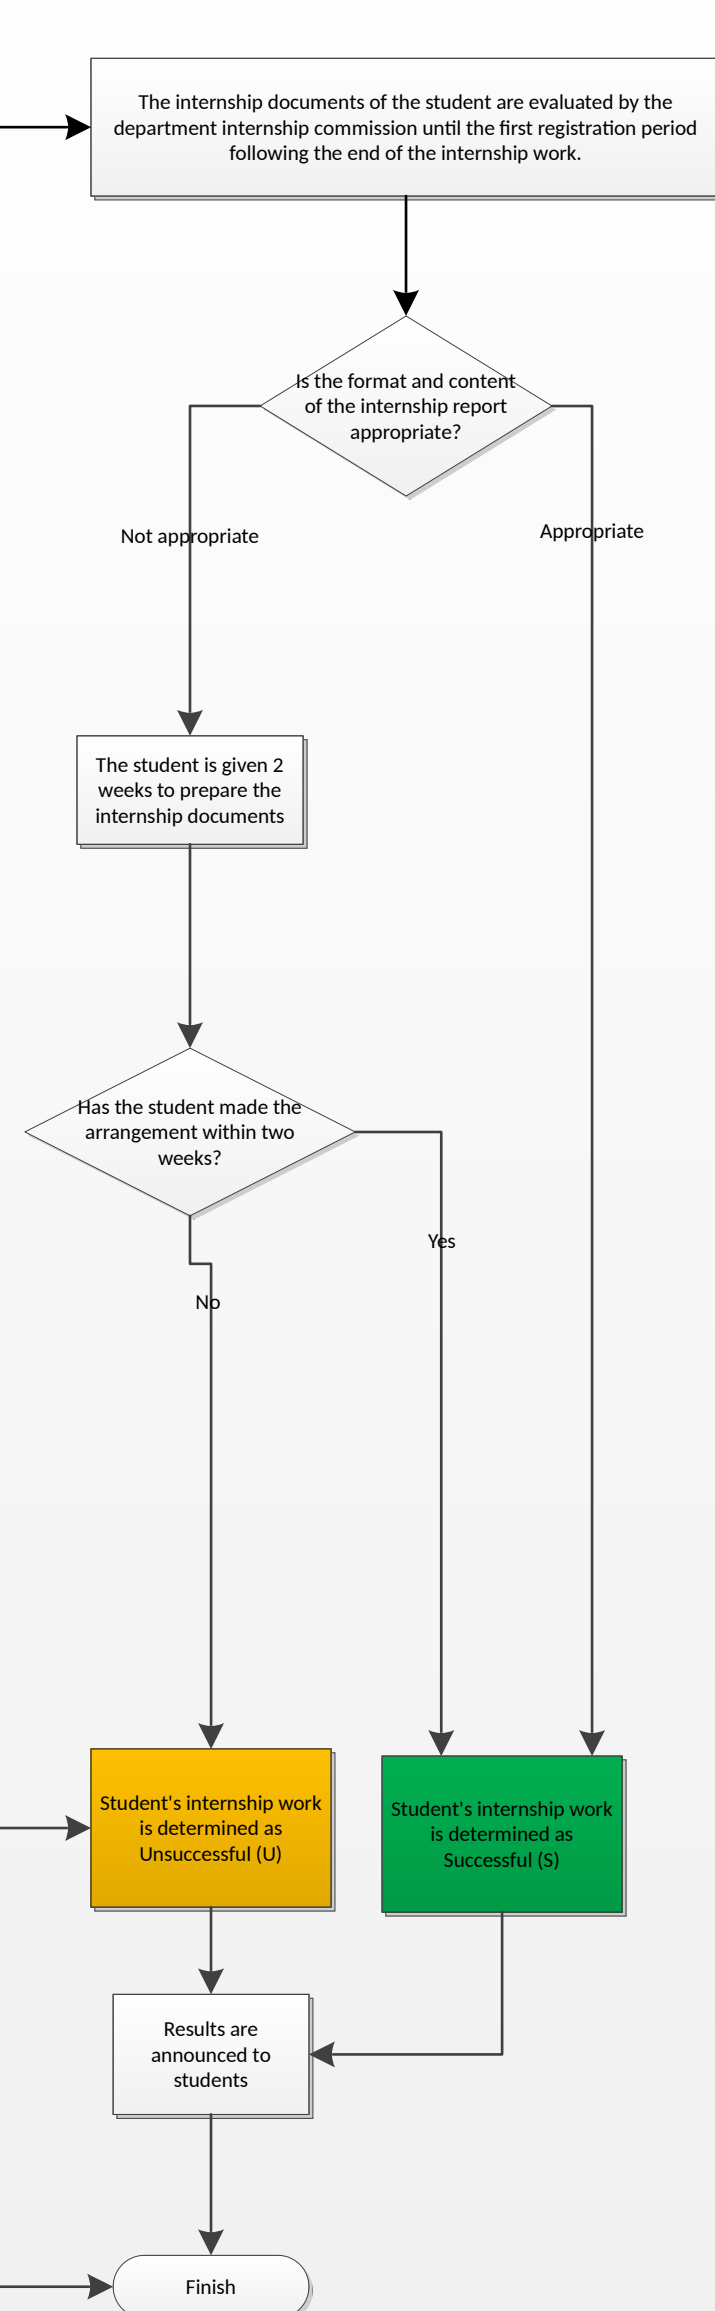 The internship documents of the student are evaluated by the
department internship commission until the first registration period
following the end of the internship work.
Is the format and content
of the internship report
appropriate?
Not appropriate
Appropriate
The student is given 2
weeks to prepare the
internship documents
Has the student made the
arrangement within two
weeks?
Yes
No
Student's internship work
is determined as
Unsuccessful (U)
Student's internship work
is determined as
Successful (S)
Results are
announced to
students
Finish